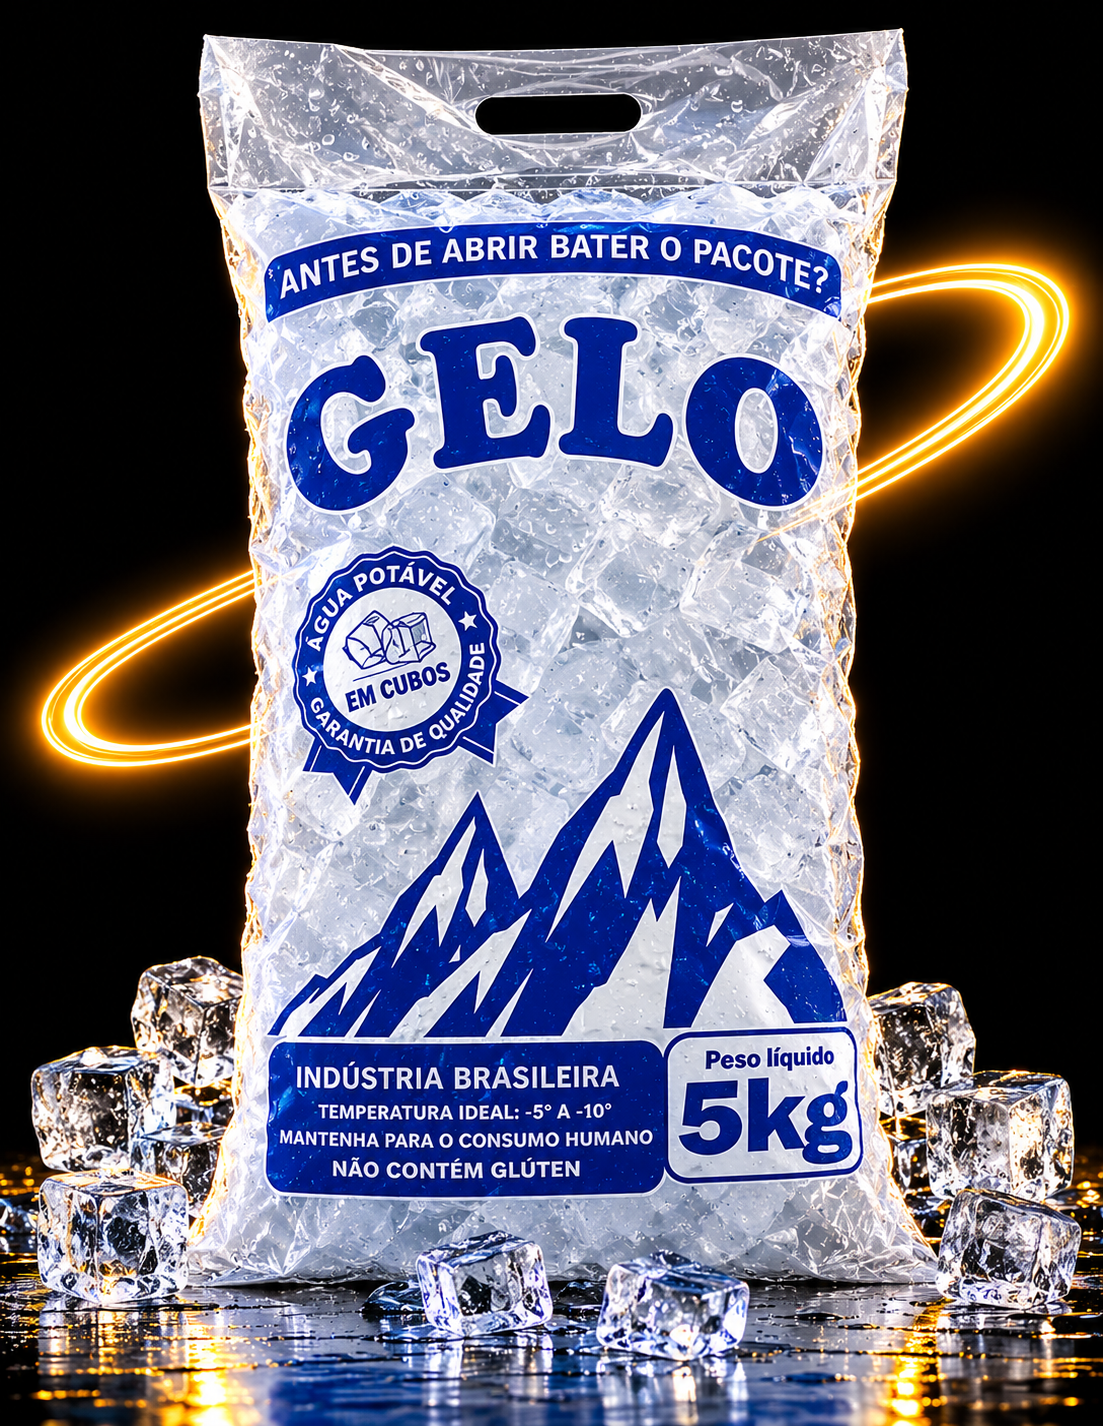 ANTES DE ABRIR BATER O PACOTE?
GELO
ÁGUA POTÁVEL
EM CUBOS
GARANTIA DE QUALIDADE
INDÚSTRIA BRASILEIRA
TEMPERATURA IDEAL: -5° A -10°
MANTENHA PARA O CONSUMO HUMANO
NÃO CONTÉM GLÚTEN
Peso líquido
5kg